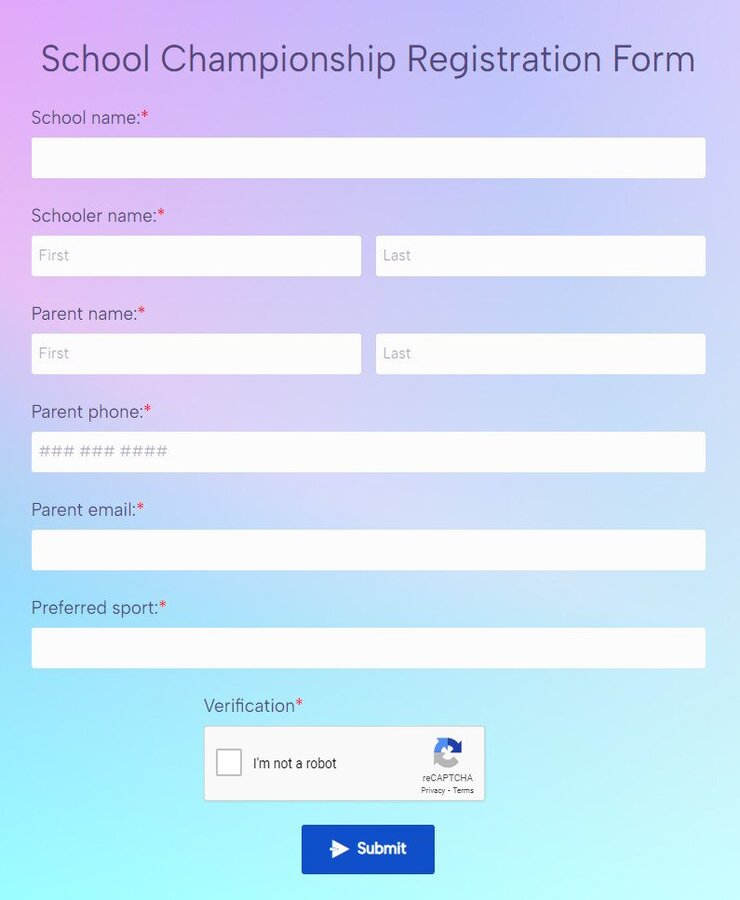 School Championship Registration Form
School name:*
Schooler name:*
First Last
Parent name:*
First Last
Parent phone:*
### ### ####
Parent email:*
Preferred sport:*
Verification*
I'm not a robot
reCAPTCHA
Privacy - Terms
Submit